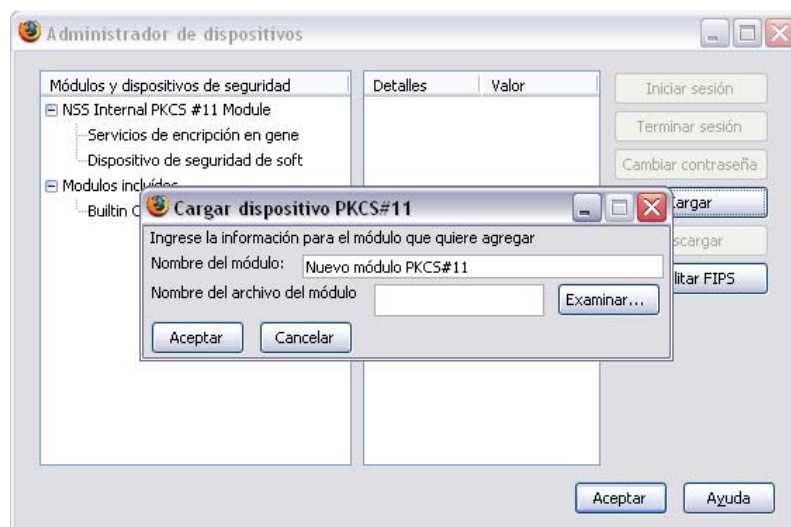 Administrador de dispositivos
Módulos y dispositivos de seguridad
Detalles
Valor
NSS Internal PKCS #11 Module
Servicios de encripción en gene
Dispositivo de seguridad de soft
Modulos incluídos
Builtin
Iniciar sesión
Terminar sesión
Cambiar contraseña
Cargar dispositivo PKCS#11
Ingrese la información para el módulo que quiere agregar
Nombre del módulo: Nuevo módulo PKCS#11
Nombre del archivo del módulo
Examinar...
Aceptar
Cancelar
argar
scargar
litar FIPS
Aceptar
Ayuda